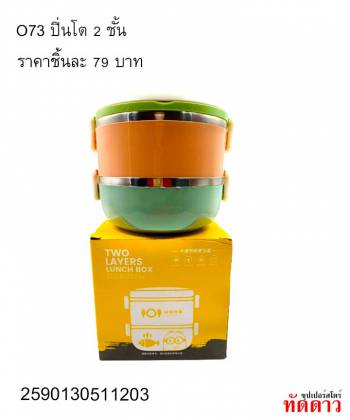 O73 ปิ่นโต 2 ชั้น
ราคาชิ้นละ 79 บาท
TWO
LAYERS
LUNCH BOX
2590130511203
ซุปเปอร์สโตร์
ทัดดาว